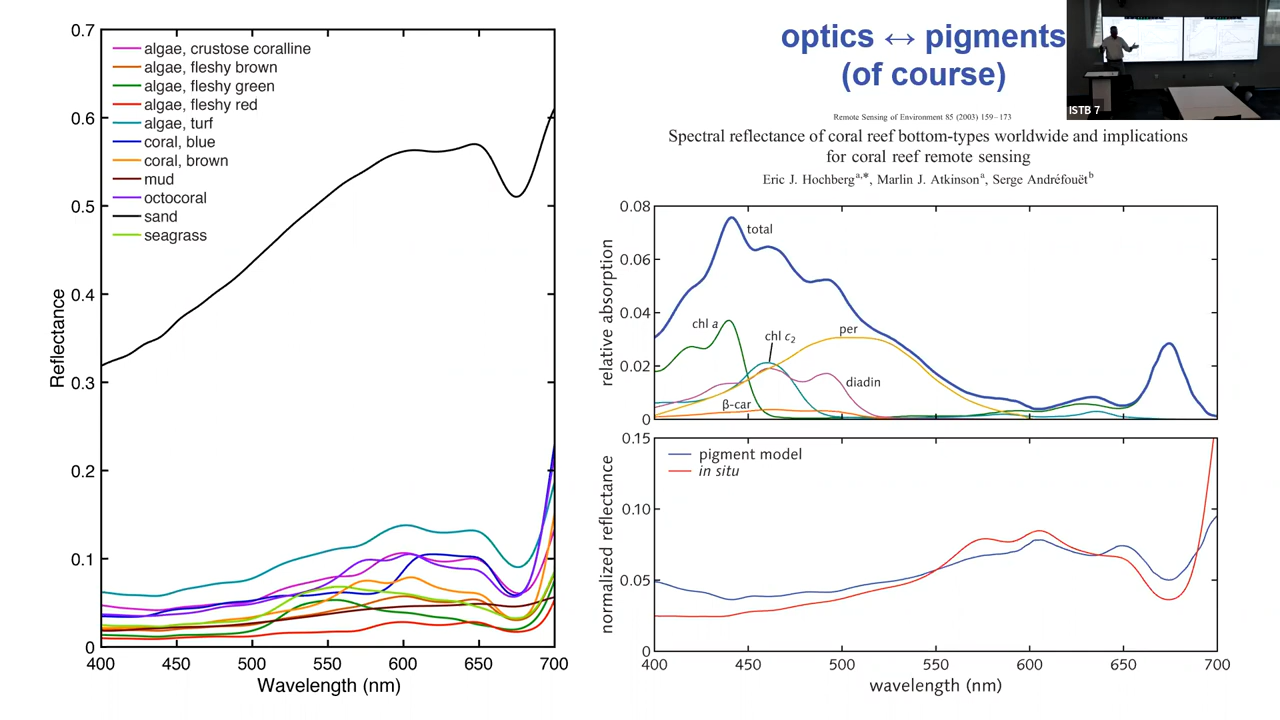 optics ↔ pigments
(of course)
ISTB 7
Remote Sensing of Environment 85 (2003) 159–173
Spectral reflectance of coral reef bottom-types worldwide and implications
for coral reef remote sensing
Eric J. Hochberg a,*, Marlin J. Atkinson a, Serge Andréfouët b
0.7
0.6
0.5
0.4
0.3
0.2
0.1
0
Reflectance
algae, crustose coralline
algae, fleshy brown
algae, fleshy green
algae, fleshy red
algae, turf
coral, blue
coral, brown
mud
octocoral
sand
seagrass
400 450 500 550 600 650 700
Wavelength (nm)
0.08
0.06
0.04
0.02
0
relative absorption
total
chl a
chl c2
per
diadin
β-car
0.15
0.10
0.05
0
normalized reflectance
pigment model
in situ
400 450 500 550 600 650 700
wavelength (nm)